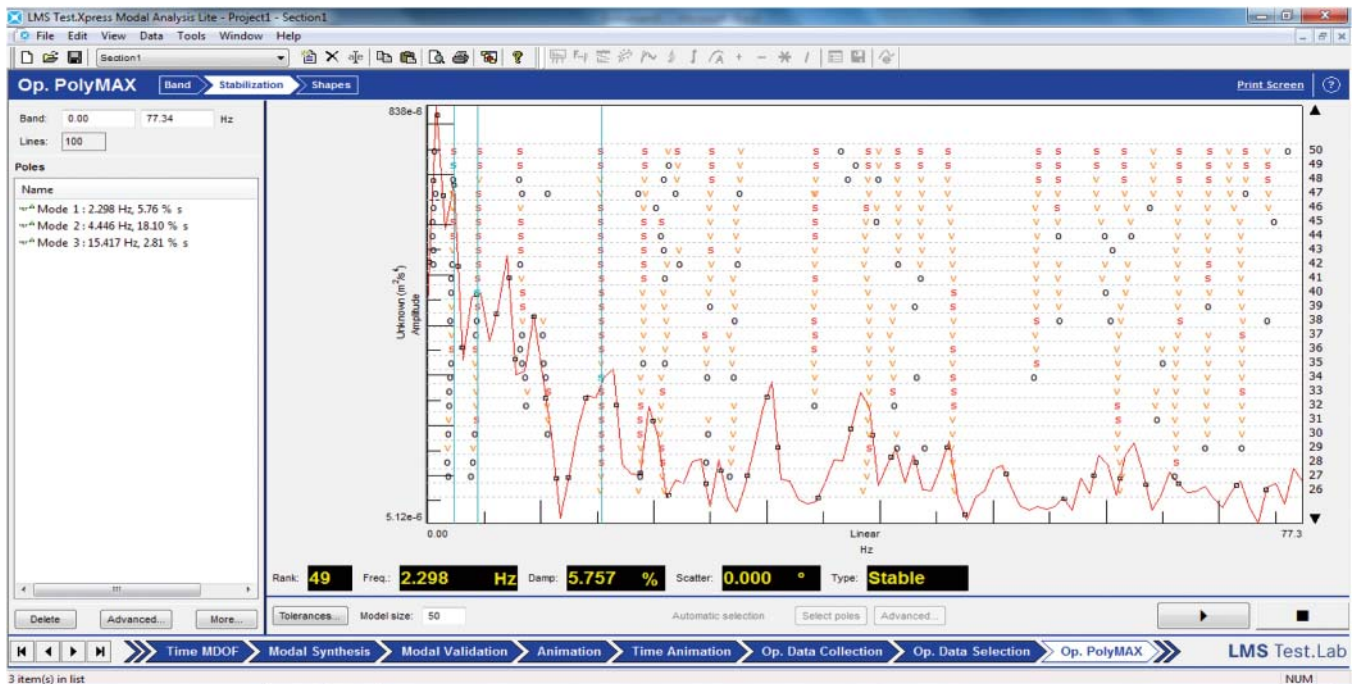 LMS Test.Xpress Modal Analysis Lite - Project1 - Section1
File Edit View Data Tools Window Help
Section1
Op. PolyMAX Band Stabilization Shapes Print Screen ?
Band: 0.00 77.34 Hz
Lines: 100
Poles
Name
Mode 1 : 2.298 Hz, 5.76 % s
Mode 2 : 4.446 Hz, 18.10 % s
Mode 3 : 15.417 Hz, 2.81 % s
838e-6
Amplitude
5.12e-6
50
49
48
47
46
45
44
43
42
41
40
39
38
37
36
35
34
33
32
31
30
29
28
27
26
0.00 Linear 77.3
Hz
Rank: 49 Freq.: 2.298 Hz Damp: 5.757 % Scatter: 0.000 ° Type: Stable
Delete Advanced... More... Tolerances... Model size: 50 Automatic selection Select poles Advanced...
Time MDOF Modal Synthesis Modal Validation Animation Time Animation Op. Data Collection Op. Data Selection Op. PolyMAX LMS Test.Lab
3 item(s) in list NUM